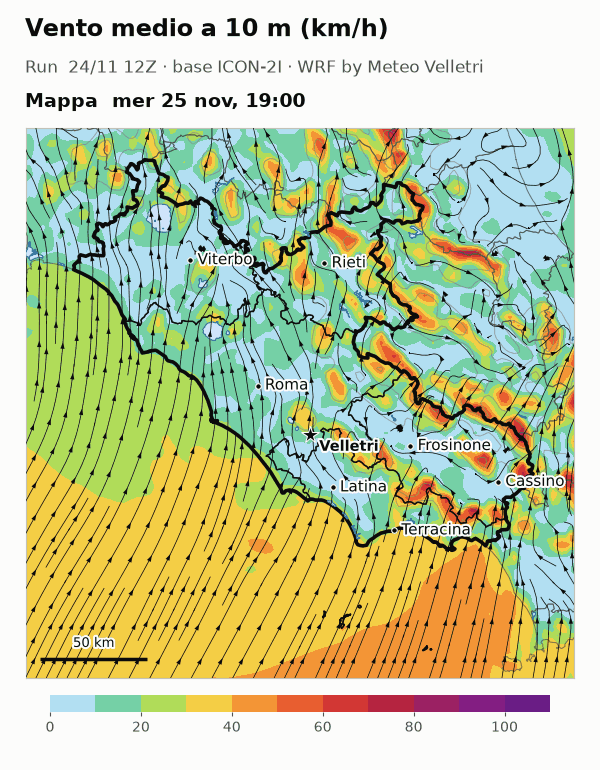 Vento medio a 10 m (km/h)
Run 24/11 12Z · base ICON-2I · WRF by Meteo Velletri
Mappa mer 25 nov, 19:00
Viterbo
Rieti
Roma
Velletri
Frosinone
Latina
Cassino
Terracina
50 km
0 20 40 60 80 100